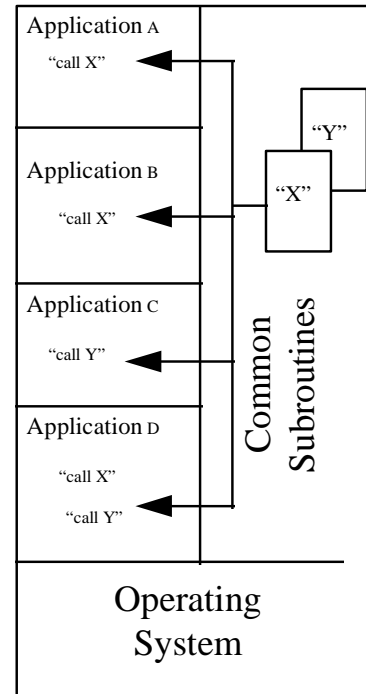 Application A
“call X”
Application B
“call X”
Application C
“call Y”
Application D
“call X”
“call Y”
“Y”
“X”
Common
Subroutines
Operating
System